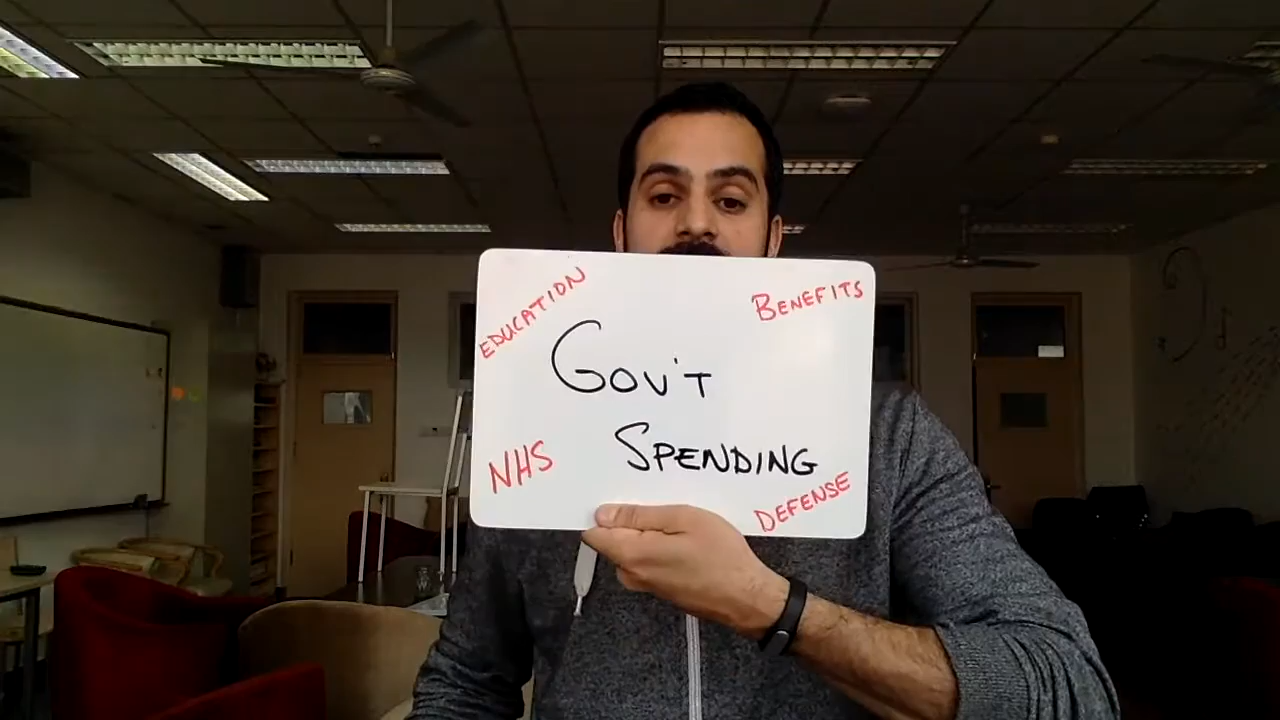 EDUCATION
BENEFITS
GOV'T
SPENDING
NHS
DEFENSE